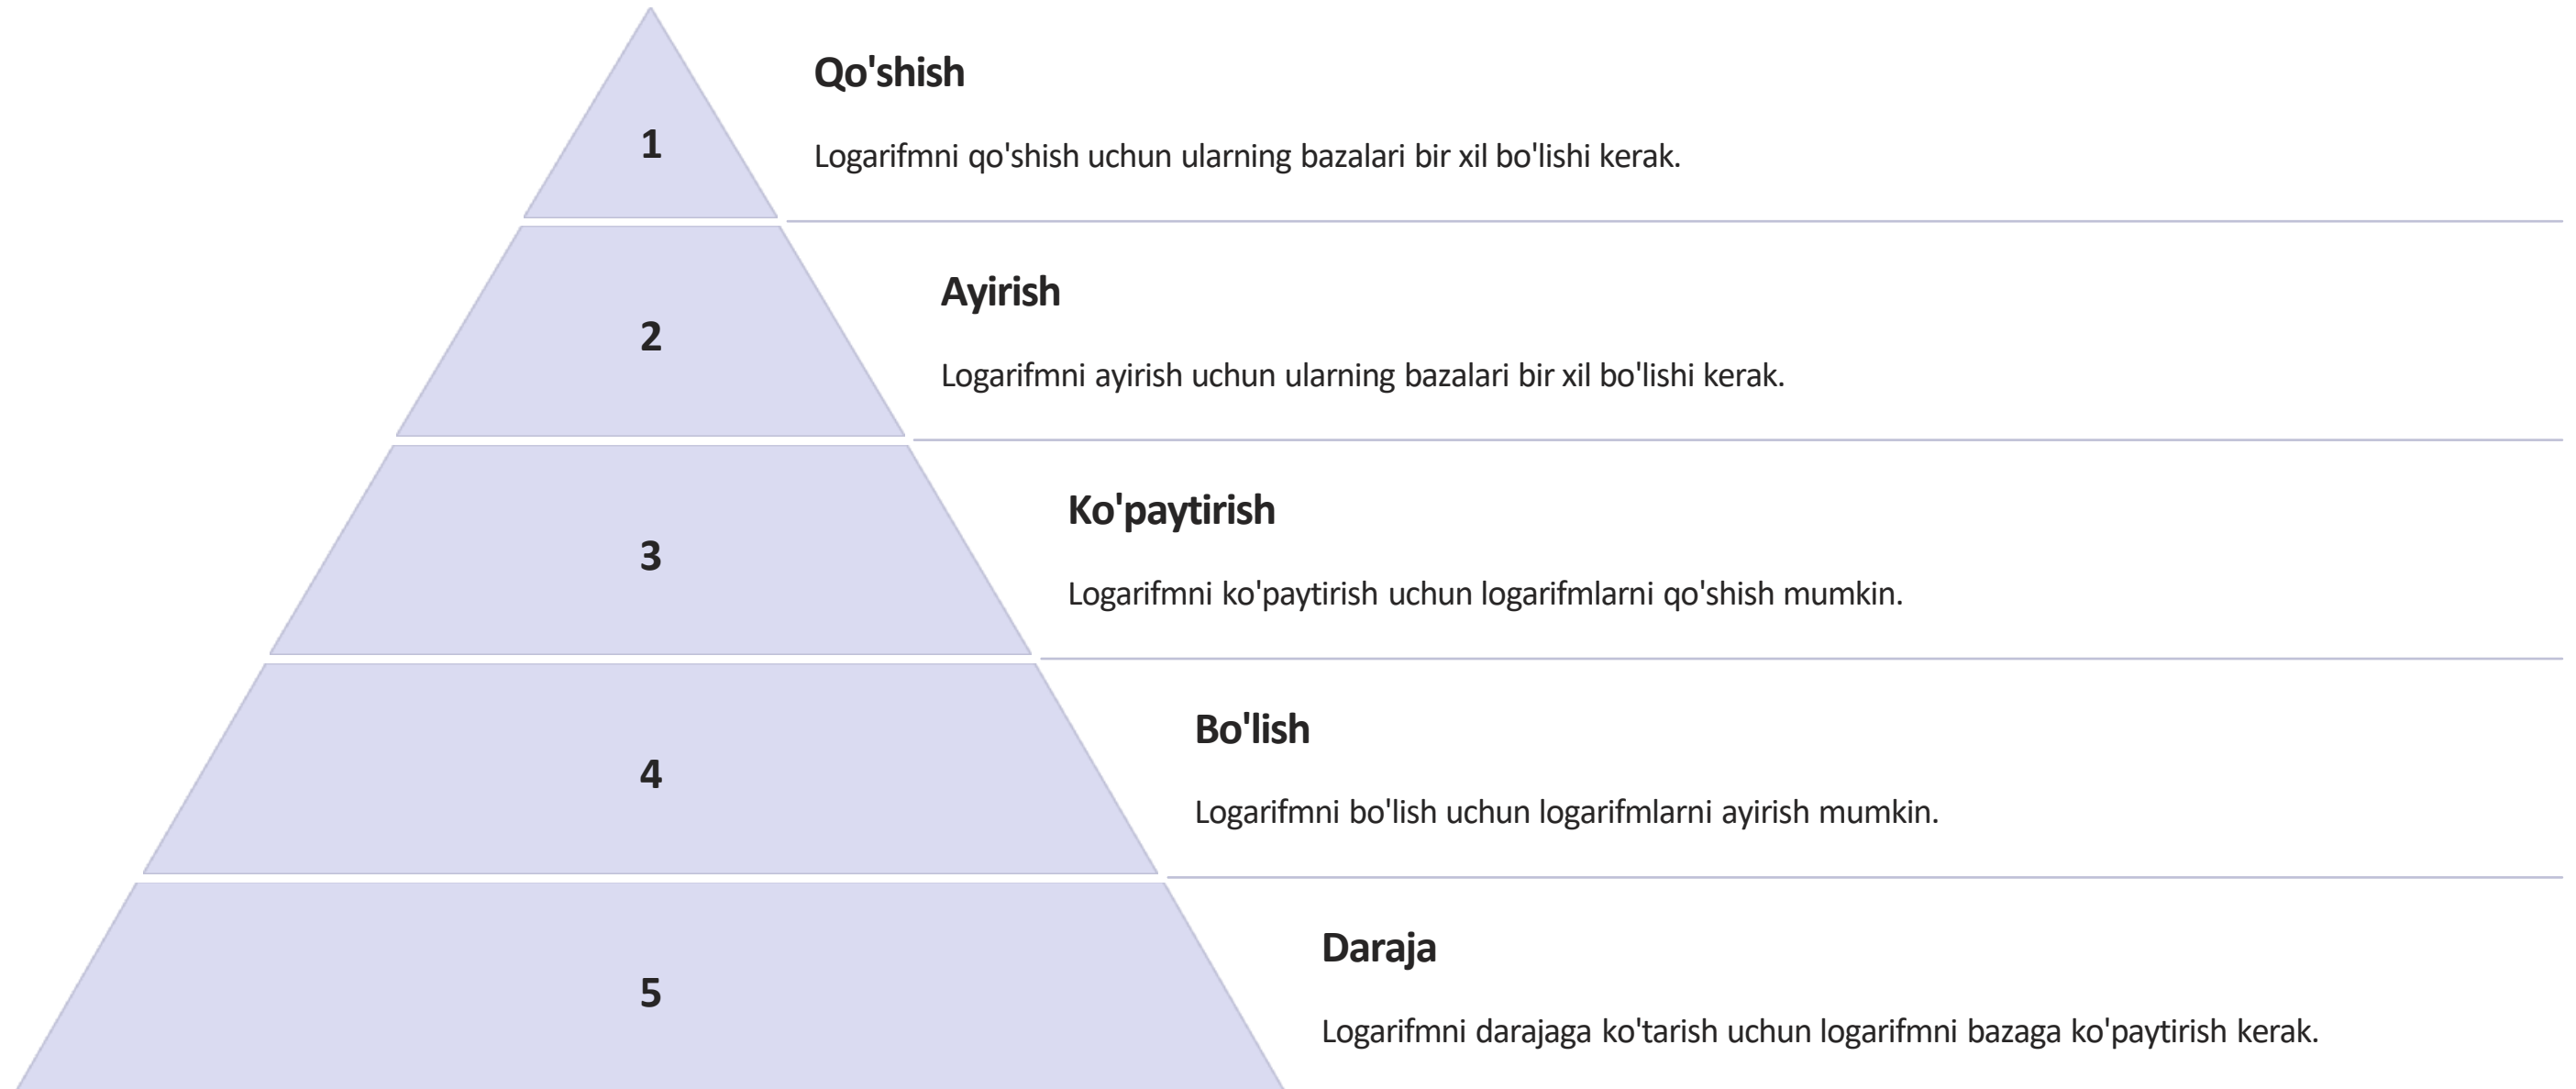 1
Qo'shish
Logarifmni qo'shish uchun ularning bazalari bir xil bo'lishi kerak.
2
Ayirish
Logarifmni ayirish uchun ularning bazalari bir xil bo'lishi kerak.
3
Ko'paytirish
Logarifmni ko'paytirish uchun logarifmlarni qo'shish mumkin.
4
Bo'lish
Logarifmni bo'lish uchun logarifmlarni ayirish mumkin.
5
Daraja
Logarifmni darajaga ko'tarish uchun logarifmni bazaga ko'paytirish kerak.